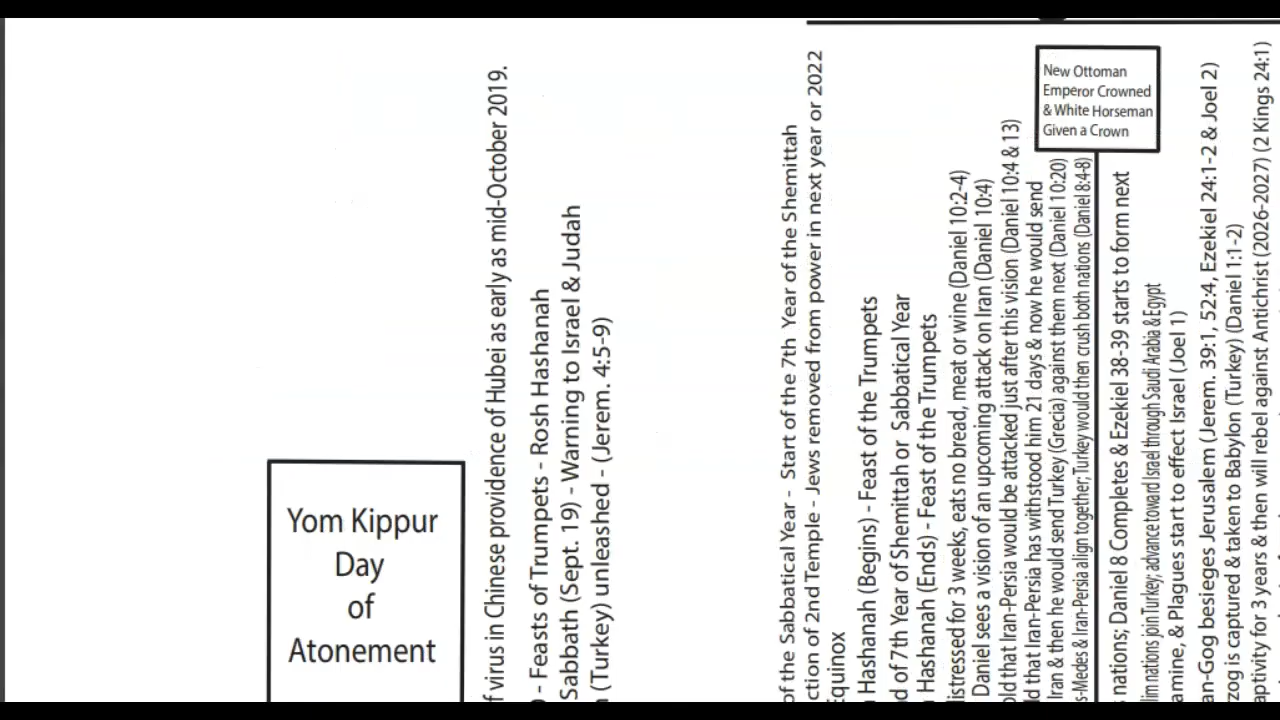 Yom Kippur
Day
of
Atonement
f virus in Chinese providence of Hubei as early as mid-October 2019.
- Feasts of Trumpets - Rosh Hashanah
Sabbath (Sept. 19) - Warning to Israel & Judah
(Turkey) unleashed - (Jerem. 4:5-9)
of the Sabbatical Year - Start of the 7th Year of the Shemittah
ction of 2nd Temple - Jews removed from power in next year or 2022
Equinox
Hashanah (Begins) - Feast of the Trumpets
d of 7th Year of Shemittah or Sabbatical Year
Hashanah (Ends) - Feast of the Trumpets
distressed for 3 weeks, eats no bread, meat or wine (Daniel 10:2-4)
Daniel sees a vision of an upcoming attack on Iran (Daniel 10:4)
old that Iran-Persia would be attacked just after this vision (Daniel 10:4 & 13)
ld that Iran-Persia has withstood him 21 days & now he would send
Iran & then he would send Turkey (Grecia) against them next (Daniel 10:20)
s-Medes & Iran-Persia align together; Turkey would then crush both nations (Daniel 8:4-8)
New Ottoman
Emperor Crowned
& White Horseman
Given a Crown
nations; Daniel 8 Completes & Ezekiel 38-39 starts to form next
lim nations join Turkey; advance toward Israel through Saudi Arabia & Egypt
amine, & Plagues start to effect Israel (Joel 1)
an-Gog besieges Jerusalem (Jerem. 39:1, 52:4, Ezekiel 24:1-2 & Joel 2)
zog is captured & taken to Babylon (Turkey) (Daniel 1:1-2)
aptivity for 3 years & then will rebel against Antichrist (2026-2027) (2 Kings 24:1)